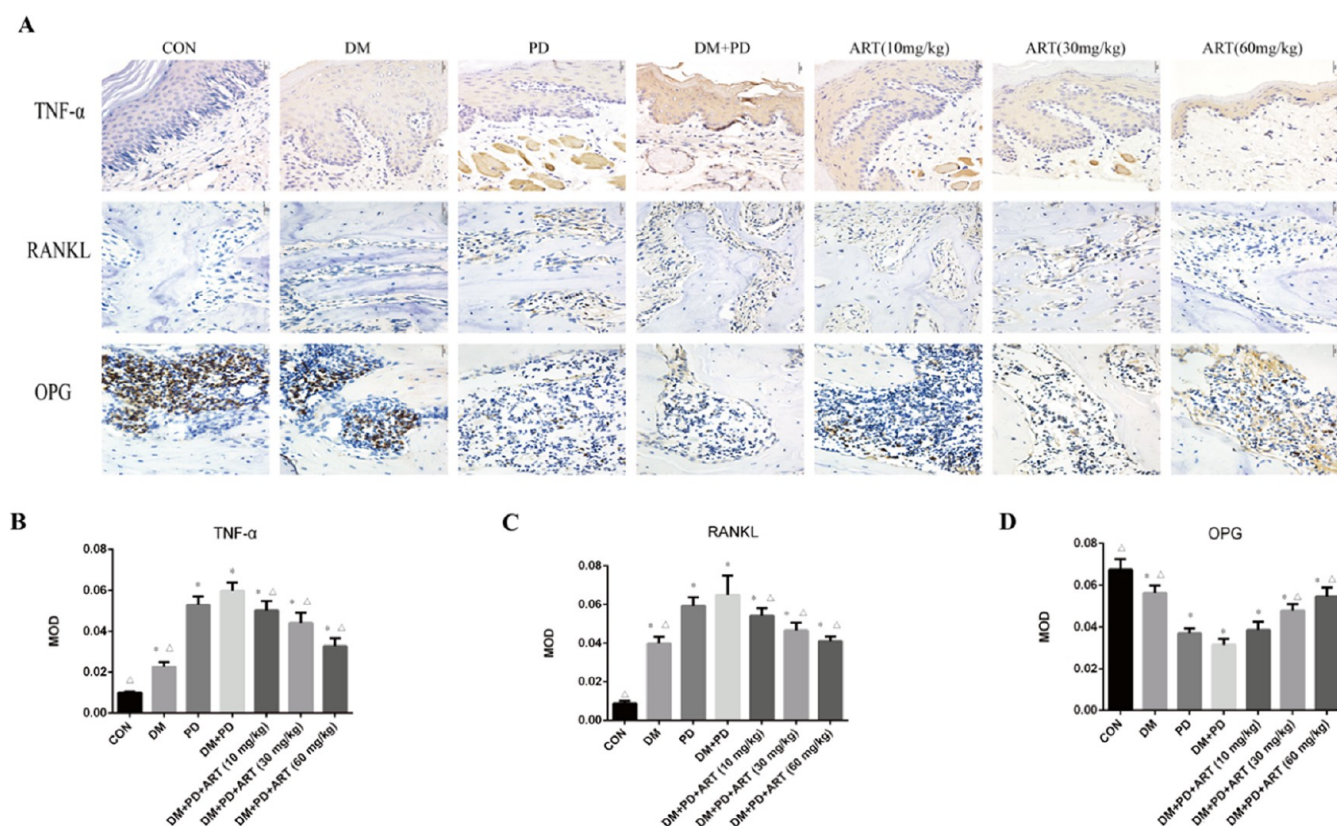 A
CON DM PD DM+PD ART(10mg/kg) ART(30mg/kg) ART(60mg/kg)
TNF-α
RANKL
OPG
B
TNF-α
MOD
0.08
0.06
0.04
0.02
0.00
* * * △ * △ * △
△ * △
CON DM PD DM+PD DM+PD+ART (10 mg/kg) DM+PD+ART (30 mg/kg) DM+PD+ART (60 mg/kg)
C
RANKL
MOD
0.08
0.06
0.04
0.02
0.00
△ * △ * * * △ * △ * △
CON DM PD DM+PD DM+PD+ART (10 mg/kg) DM+PD+ART (30 mg/kg) DM+PD+ART (60 mg/kg)
D
OPG
MOD
0.08
0.06
0.04
0.02
0.00
△ * △ * * * * △ * △
CON DM PD DM+PD DM+PD+ART (10 mg/kg) DM+PD+ART (30 mg/kg) DM+PD+ART (60 mg/kg)